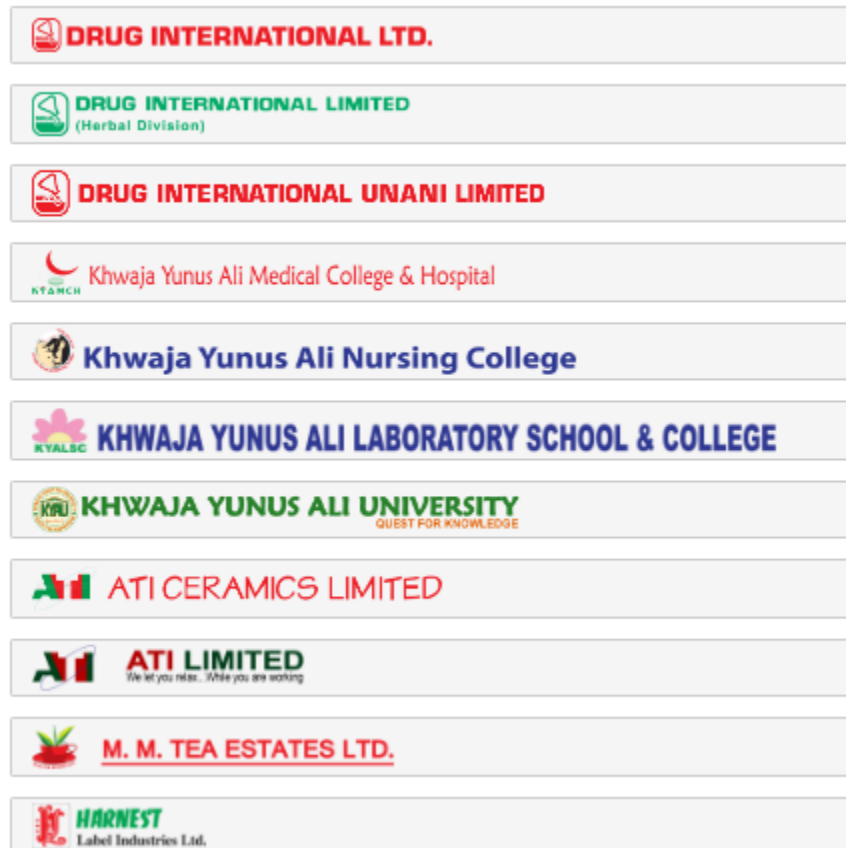 DRUG INTERNATIONAL LTD.
DRUG INTERNATIONAL LIMITED
(Herbal Division)
DRUG INTERNATIONAL UNANI LIMITED
KYAMCH
Khwaja Yunus Ali Medical College & Hospital
Khwaja Yunus Ali Nursing College
KYALSC
KHWAJA YUNUS ALI LABORATORY SCHOOL & COLLEGE
KYAU
KHWAJA YUNUS ALI UNIVERSITY
QUEST FOR KNOWLEDGE
ATI
ATI CERAMICS LIMITED
ATI
ATI LIMITED
We let you relax.. While you are working
M. M. TEA ESTATES LTD.
HARNEST
Label Industries Ltd.